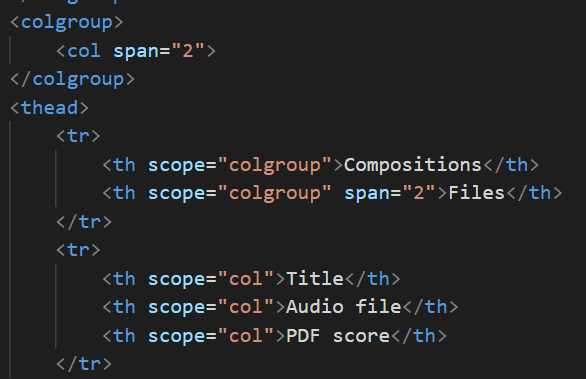 <colgroup>
<col span="2">
</colgroup>
<thead>
<tr>
<th scope="colgroup">Compositions</th>
<th scope="colgroup" span="2">Files</th>
</tr>
<tr>
<th scope="col">Title</th>
<th scope="col">Audio file</th>
<th scope="col">PDF score</th>
</tr>